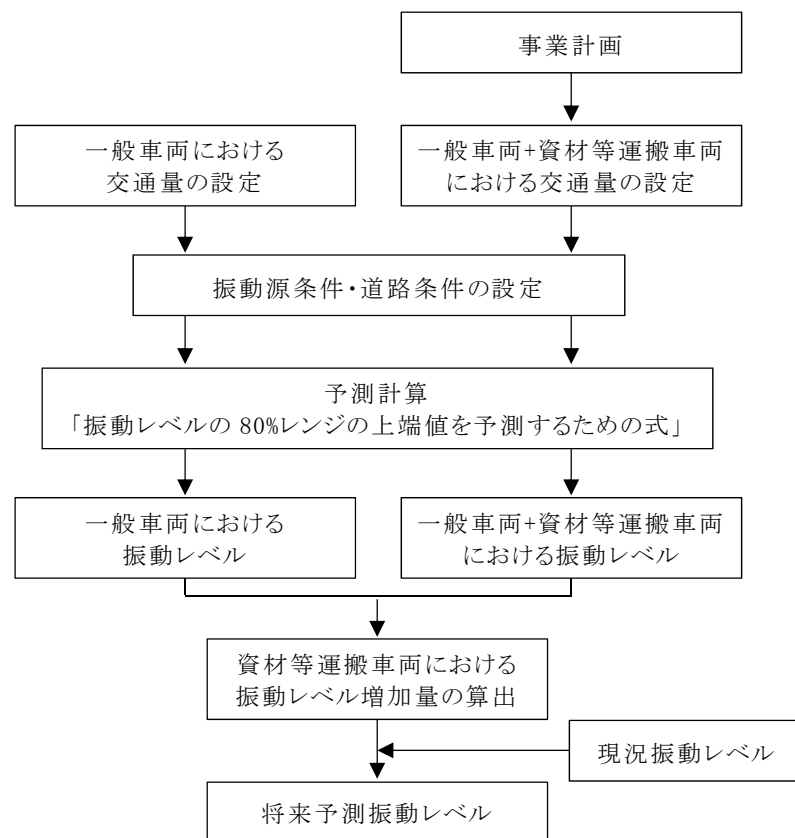 事業計画
一般車両における
交通量の設定
一般車両+資材等運搬車両
における交通量の設定
振動源条件・道路条件の設定
予測計算
「振動レベルの 80%レンジの上端値を予測するための式」
一般車両における
振動レベル
一般車両+資材等運搬車両
における振動レベル
資材等運搬車両における
振動レベル増加量の算出
現況振動レベル
将来予測振動レベル